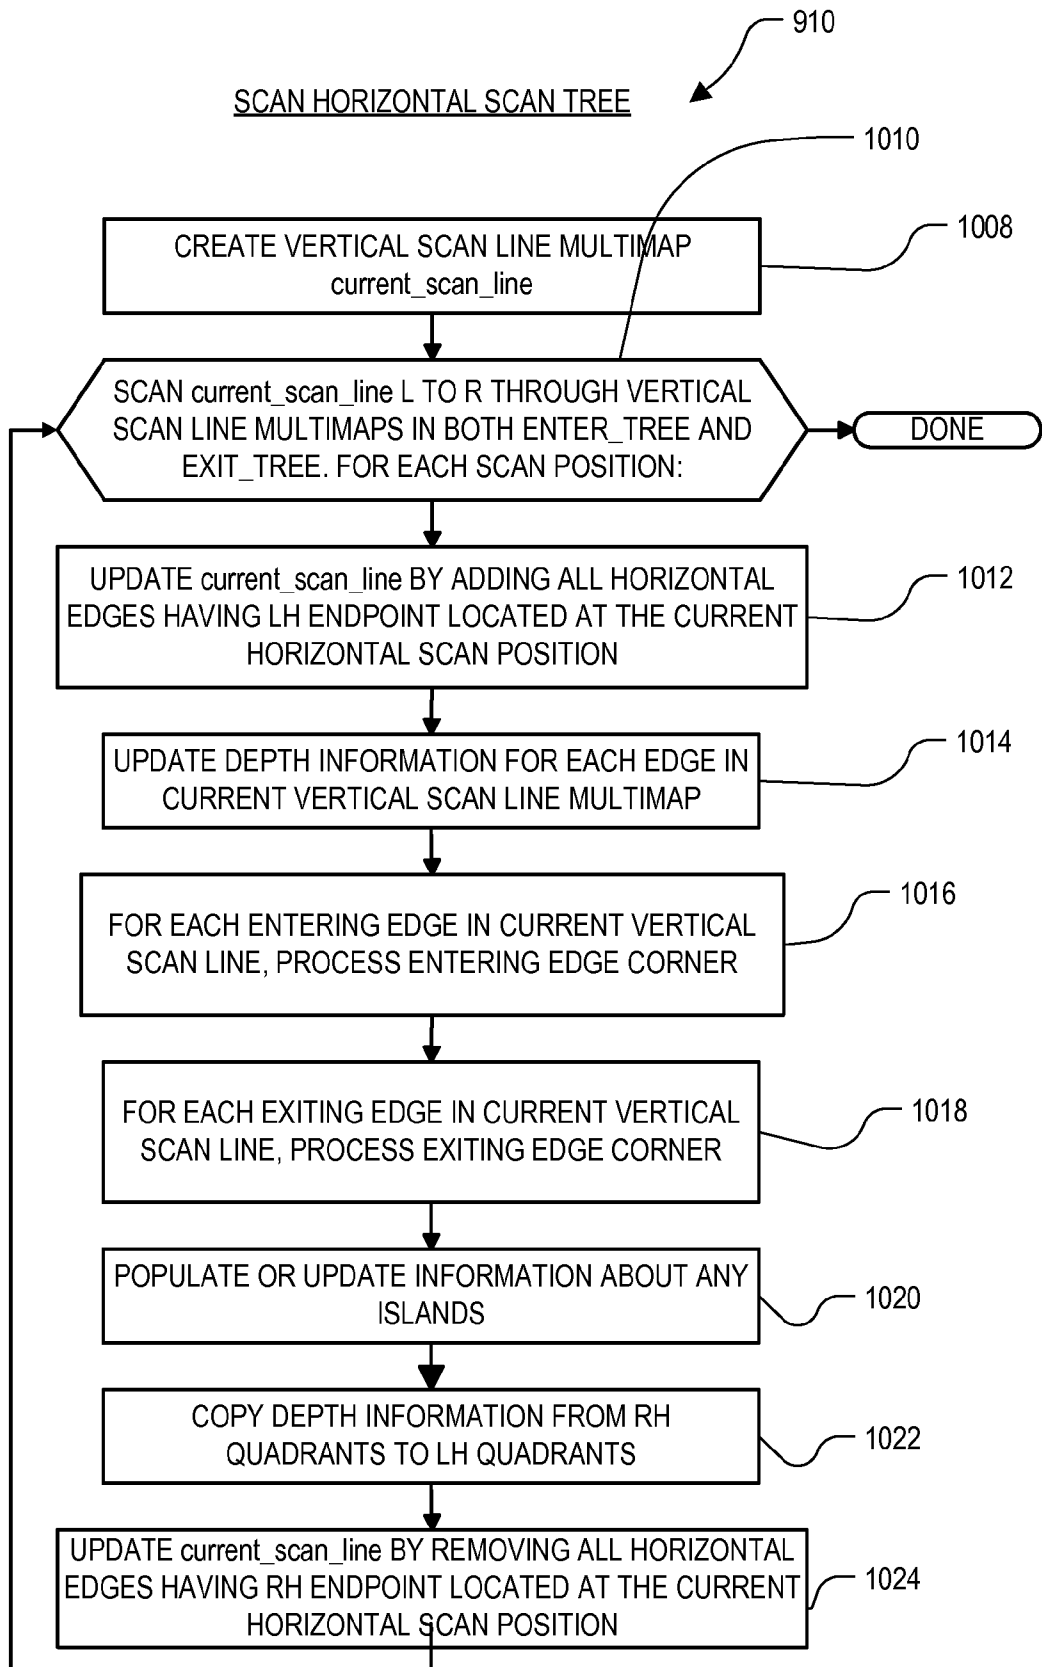 910
SCAN HORIZONTAL SCAN TREE
1010
CREATE VERTICAL SCAN LINE MULTIMAP
current_scan_line
1008
SCAN current_scan_line L TO R THROUGH VERTICAL
SCAN LINE MULTIMAPS IN BOTH ENTER_TREE AND
EXIT_TREE. FOR EACH SCAN POSITION:
DONE
UPDATE current_scan_line BY ADDING ALL HORIZONTAL
EDGES HAVING LH ENDPOINT LOCATED AT THE CURRENT
HORIZONTAL SCAN POSITION
1012
UPDATE DEPTH INFORMATION FOR EACH EDGE IN
CURRENT VERTICAL SCAN LINE MULTIMAP
1014
FOR EACH ENTERING EDGE IN CURRENT VERTICAL
SCAN LINE, PROCESS ENTERING EDGE CORNER
1016
FOR EACH EXITING EDGE IN CURRENT VERTICAL
SCAN LINE, PROCESS EXITING EDGE CORNER
1018
POPULATE OR UPDATE INFORMATION ABOUT ANY
ISLANDS
1020
COPY DEPTH INFORMATION FROM RH
QUADRANTS TO LH QUADRANTS
1022
UPDATE current_scan_line BY REMOVING ALL HORIZONTAL
EDGES HAVING RH ENDPOINT LOCATED AT THE CURRENT
HORIZONTAL SCAN POSITION
1024